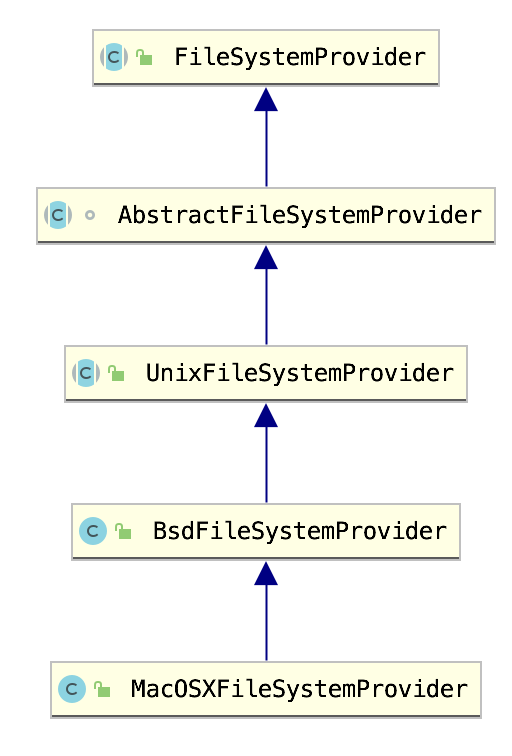 C FileSystemProvider
C AbstractFileSystemProvider
C UnixFileSystemProvider
C BsdFileSystemProvider
C MacOSXFileSystemProvider